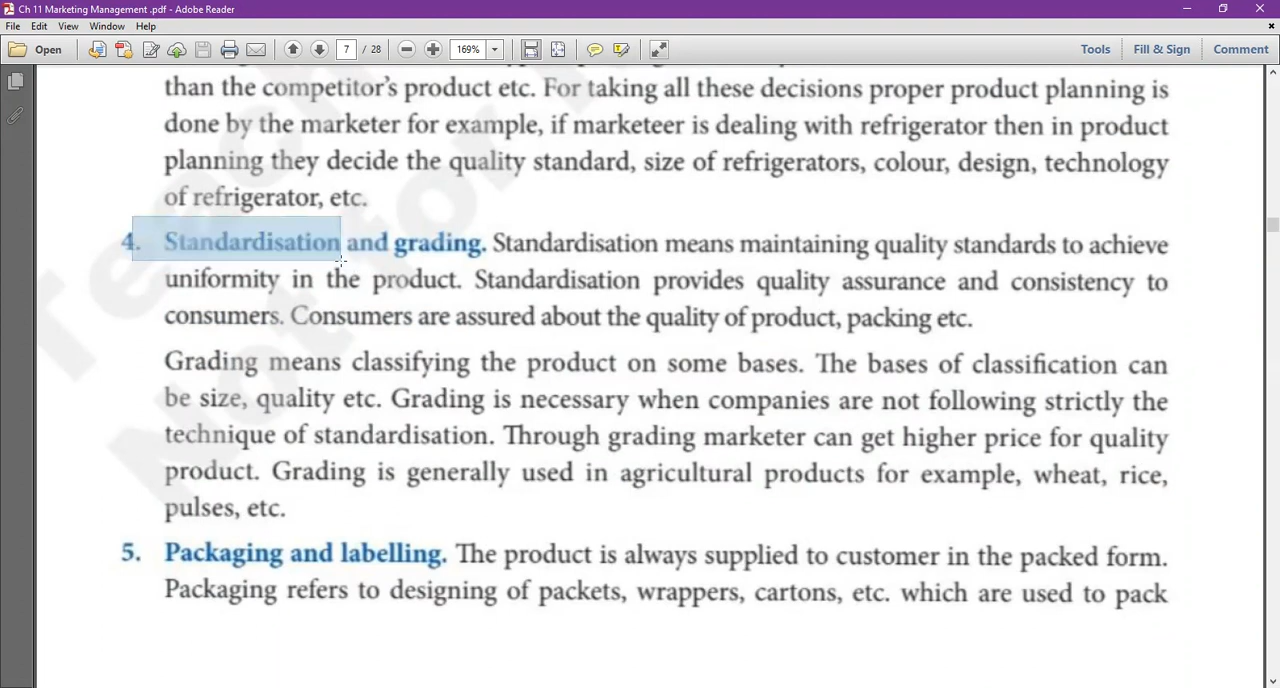 Ch 11 Marketing Management .pdf - Adobe Reader
File Edit View Window Help
Open 7 / 28 169% Tools Fill & Sign Comment
than the competitor's product etc. For taking all these decisions proper product planning is
done by the marketer for example, if marketeer is dealing with refrigerator then in product
planning they decide the quality standard, size of refrigerators, colour, design, technology
of refrigerator, etc.
4. Standardisation and grading. Standardisation means maintaining quality standards to achieve
uniformity in the product. Standardisation provides quality assurance and consistency to
consumers. Consumers are assured about the quality of product, packing etc.
Grading means classifying the product on some bases. The bases of classification can
be size, quality etc. Grading is necessary when companies are not following strictly the
technique of standardisation. Through grading marketer can get higher price for quality
product. Grading is generally used in agricultural products for example, wheat, rice,
pulses, etc.
5. Packaging and labelling. The product is always supplied to customer in the packed form.
Packaging refers to designing of packets, wrappers, cartons, etc. which are used to pack